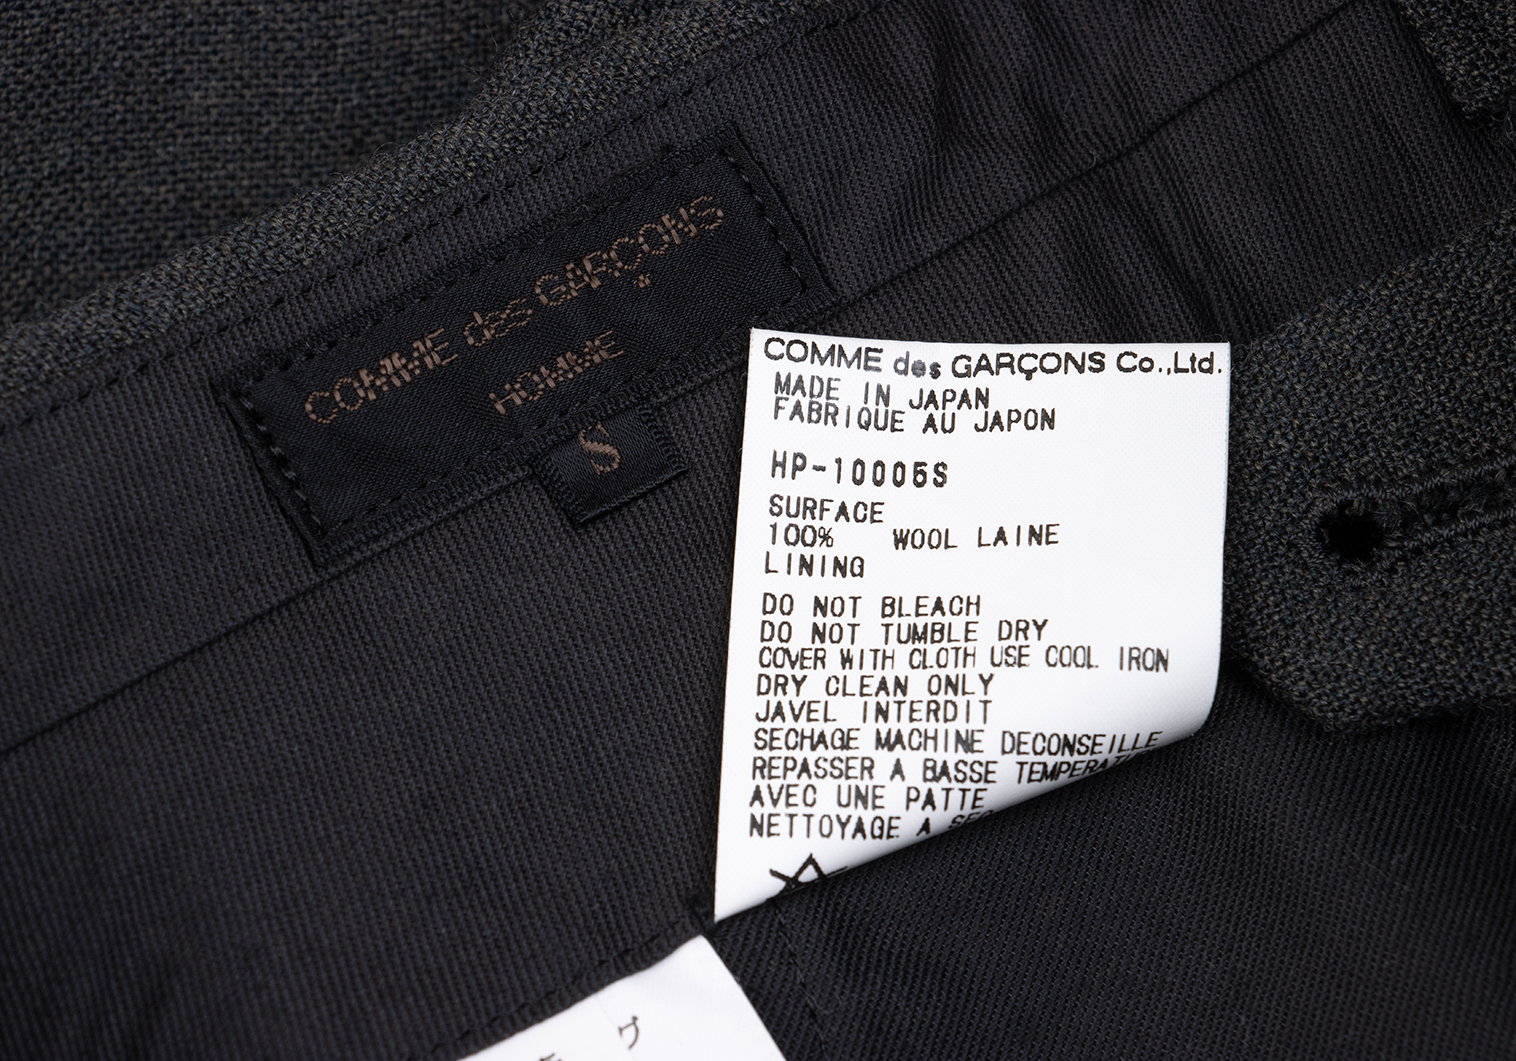 COMME des GARÇONS
HOMME
S
COMME des GARÇONS Co.,Ltd.
MADE IN JAPAN
FABRIQUE AU JAPON
HP-10005S
SURFACE
100% WOOL LAINE
LINING
DO NOT BLEACH
DO NOT TUMBLE DRY
COVER WITH CLOTH USE COOL IRON
DRY CLEAN ONLY
JAVEL INTERDIT
SECHAGE MACHINE DECONSEILLE
REPASSER A BASSE
AVEC UNE PATTE
NETTOYAGE A